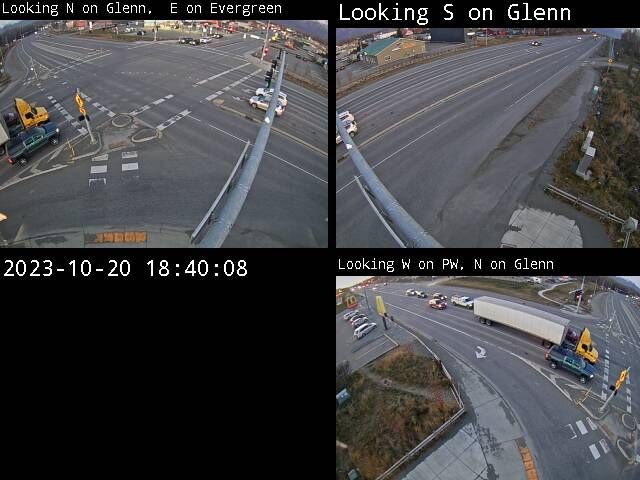 Looking N on Glenn,  E on Evergreen
Looking S on Glenn
2023-10-20 18:40:08
Looking W on PW, N on Glenn